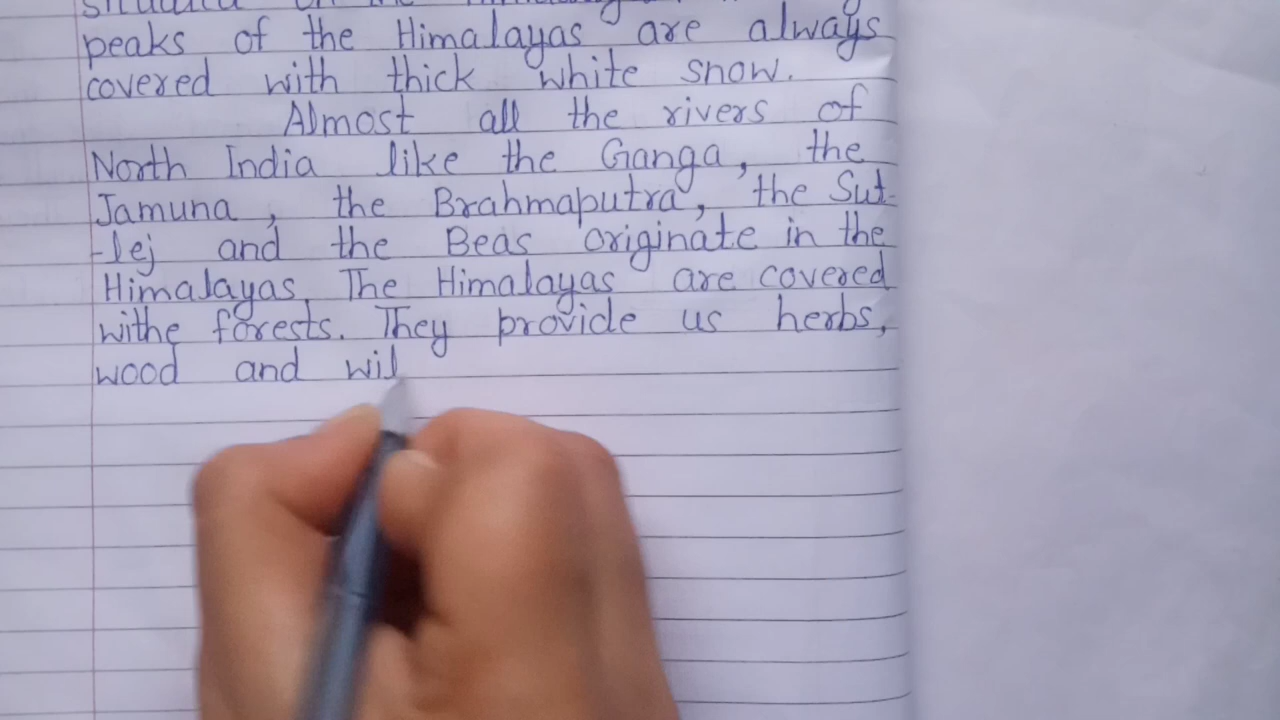 peaks of the Himalayas are always
covered with thick white snow.
Almost all the rivers of
North India like the Ganga, the
Jamuna, the Brahmaputra, the Sut-
-lej and the Beas originate in the
Himalayas. The Himalayas are covered
withe forests. They provide us herbs,
wood and wil